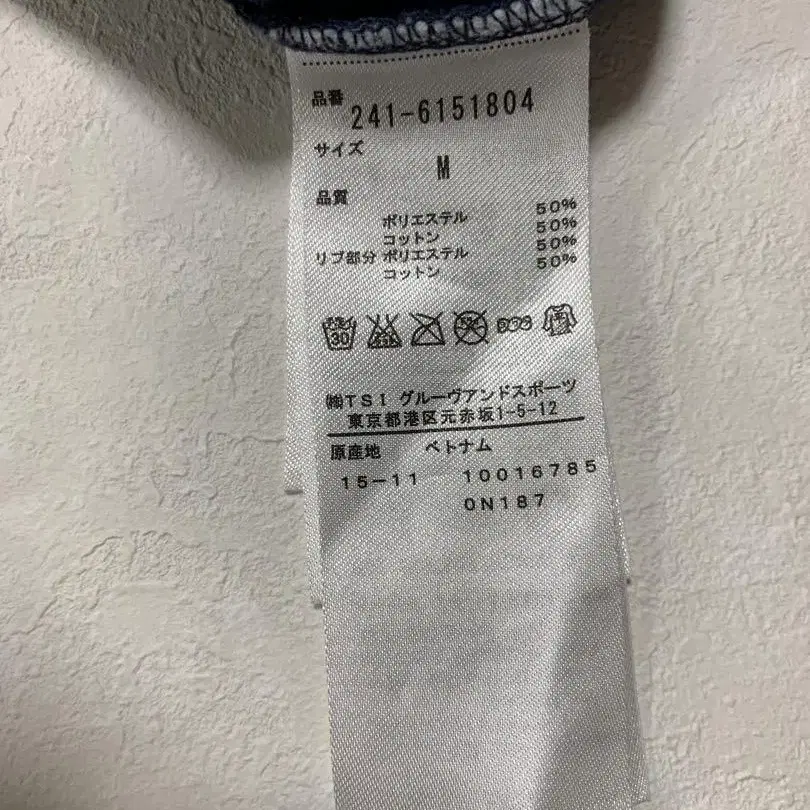 品番
241-6151804
サイズ
M
品質
ポリエステル 50%
コットン 50%
リブ部分 ポリエステル 50%
コットン 50%
30
㈱TSI グルーヴアンドスポーツ
東京都港区元赤坂1-5-12
原産地 ベトナム
15-11 10016785
0N187